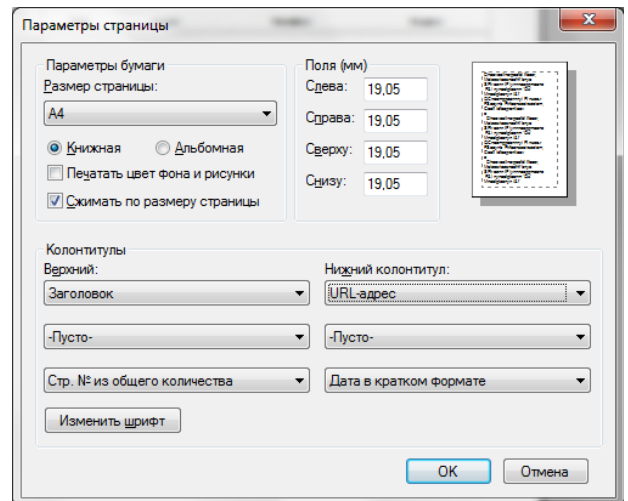 Параметры страницы
Параметры бумаги
Размер страницы:
A4
Книжная
Альбомная
Печатать цвет фона и рисунки
Сжимать по размеру страницы
Поля (мм)
Слева: 19,05
Справа: 19,05
Сверху: 19,05
Снизу: 19,05
Колонтитулы
Верхний:
Нижний колонтитул:
Заголовок
URL-адрес
-Пусто-
-Пусто-
Стр. № из общего количества
Дата в кратком формате
Изменить шрифт
OK
Отмена